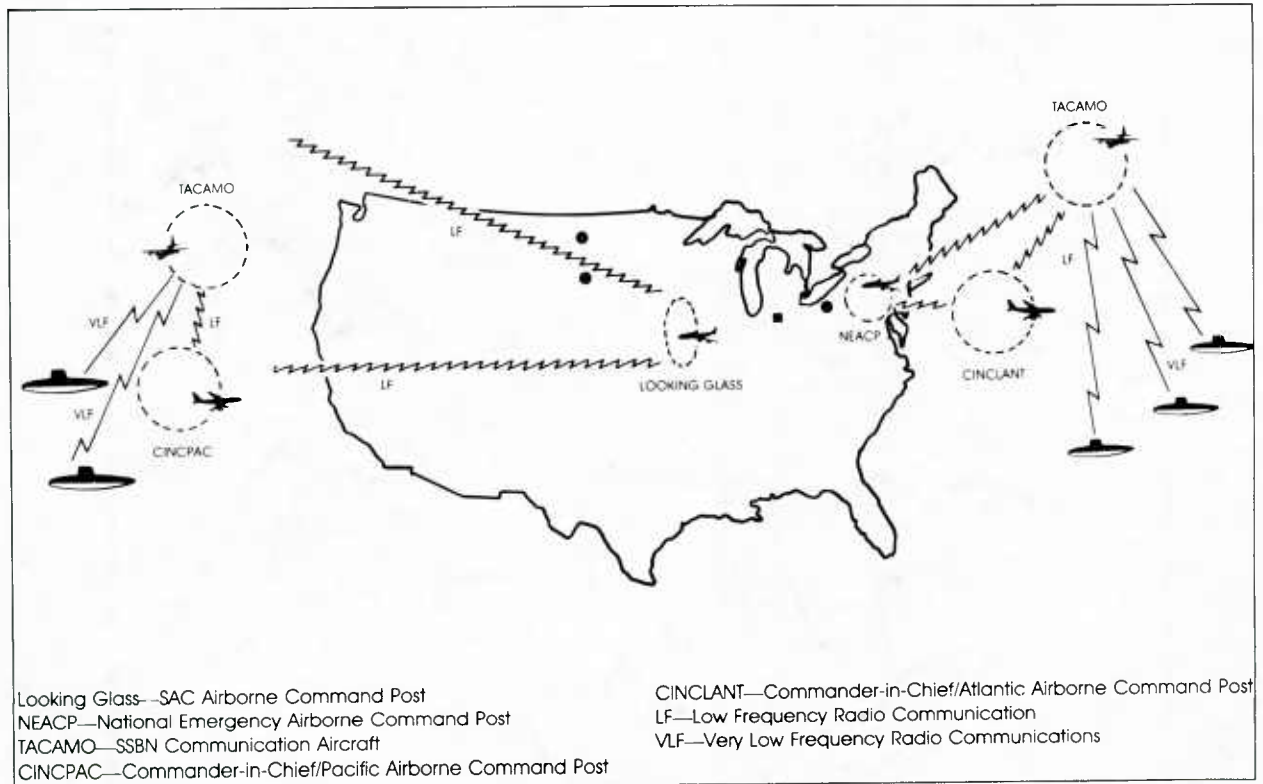 TACAMO
TACAMO
LF
LF
VLF
LF
NEACP
VLF
LF
LOOKING GLASS
CINCLANT
VLF
CINCPAC
Looking Glass—SAC Airborne Command Post
NEACP—National Emergency Airborne Command Post
TACAMO—SSBN Communication Aircraft
CINCPAC—Commander-in-Chief/Pacific Airborne Command Post
CINCLANT—Commander-in-Chief/Atlantic Airborne Command Post
LF—Low Frequency Radio Communication
VLF—Very Low Frequency Radio Communications